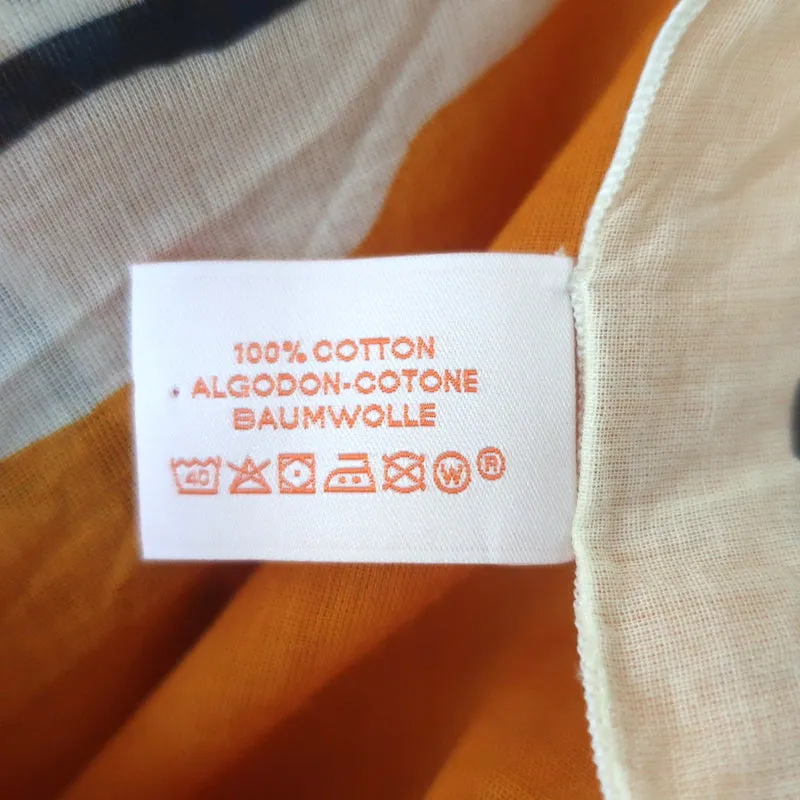 100% COTTON
ALGODON-COTONE
BAUMWOLLE
40 W ®